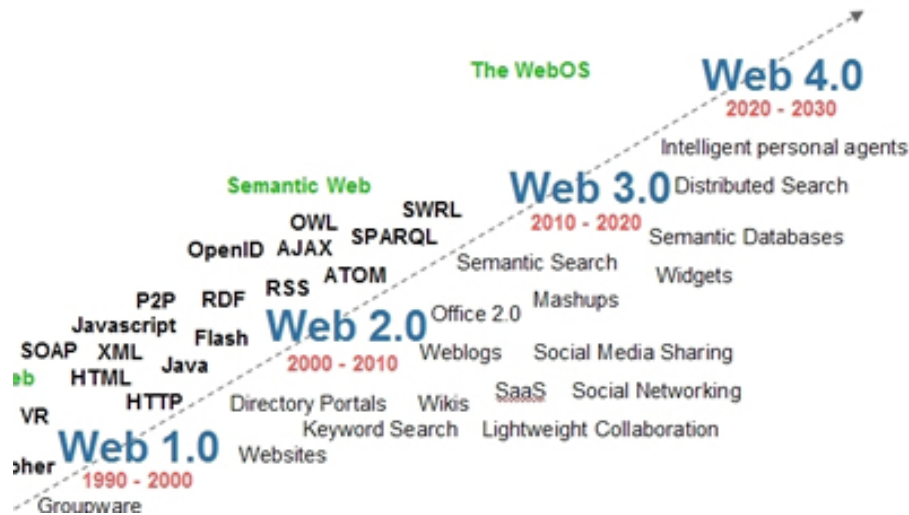 The WebOS
Web 4.0
2020 - 2030
Intelligent personal agents
Semantic Web
Web 3.0
Distributed Search
2010 - 2020
SWRL
OWL
SPARQL
OpenID
AJAX
Semantic Databases
Semantic Search
Widgets
ATOM
RSS
P2P
RDF
Mashups
Office 2.0
Javascript
Web 2.0
Flash
2000 - 2010
SOAP
XML
Java
Weblogs
Social Media Sharing
eb
HTML
SaaS
Social Networking
HTTP
Directory Portals
Wikis
VR
Keyword Search
Lightweight Collaboration
Web 1.0
Websites
1990 - 2000
pher
Groupware